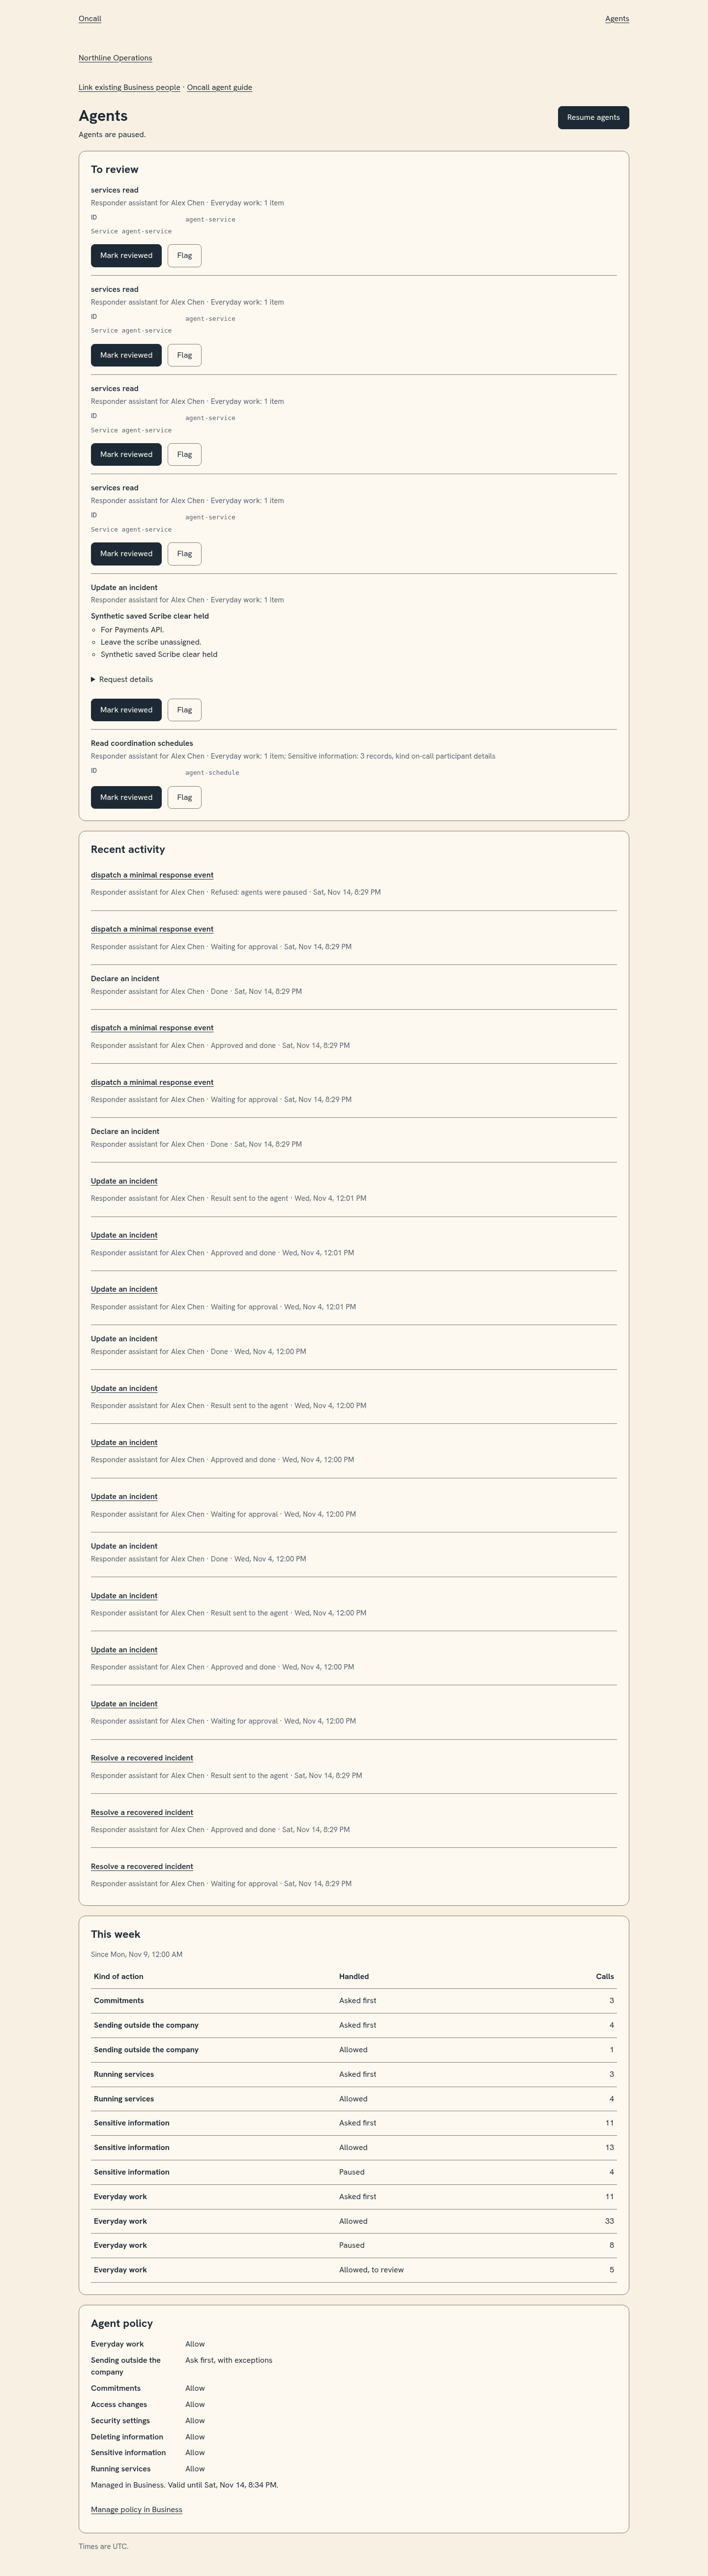 Oncall
Agents
Northline Operations
Link existing Business people · Oncall agent guide
Agents
Resume agents
Agents are paused.
To review
services read
Responder assistant for Alex Chen · Everyday work: 1 item
ID
agent-service
Service agent-service
Mark reviewed
Flag
services read
Responder assistant for Alex Chen · Everyday work: 1 item
ID
agent-service
Service agent-service
Mark reviewed
Flag
services read
Responder assistant for Alex Chen · Everyday work: 1 item
ID
agent-service
Service agent-service
Mark reviewed
Flag
services read
Responder assistant for Alex Chen · Everyday work: 1 item
ID
agent-service
Service agent-service
Mark reviewed
Flag
Update an incident
Responder assistant for Alex Chen · Everyday work: 1 item
Synthetic saved Scribe clear held
For Payments API.
Leave the scribe unassigned.
Synthetic saved Scribe clear held
Request details
Mark reviewed
Flag
Read coordination schedules
Responder assistant for Alex Chen · Everyday work: 1 item; Sensitive information: 3 records, kind on-call participant details
ID
agent-schedule
Mark reviewed
Flag
Recent activity
dispatch a minimal response event
Responder assistant for Alex Chen · Refused: agents were paused · Sat, Nov 14, 8:29 PM
dispatch a minimal response event
Responder assistant for Alex Chen · Waiting for approval · Sat, Nov 14, 8:29 PM
Declare an incident
Responder assistant for Alex Chen · Done · Sat, Nov 14, 8:29 PM
dispatch a minimal response event
Responder assistant for Alex Chen · Approved and done · Sat, Nov 14, 8:29 PM
dispatch a minimal response event
Responder assistant for Alex Chen · Waiting for approval · Sat, Nov 14, 8:29 PM
Declare an incident
Responder assistant for Alex Chen · Done · Sat, Nov 14, 8:29 PM
Update an incident
Responder assistant for Alex Chen · Result sent to the agent · Wed, Nov 4, 12:01 PM
Update an incident
Responder assistant for Alex Chen · Approved and done · Wed, Nov 4, 12:01 PM
Update an incident
Responder assistant for Alex Chen · Waiting for approval · Wed, Nov 4, 12:01 PM
Update an incident
Responder assistant for Alex Chen · Done · Wed, Nov 4, 12:00 PM
Update an incident
Responder assistant for Alex Chen · Result sent to the agent · Wed, Nov 4, 12:00 PM
Update an incident
Responder assistant for Alex Chen · Approved and done · Wed, Nov 4, 12:00 PM
Update an incident
Responder assistant for Alex Chen · Waiting for approval · Wed, Nov 4, 12:00 PM
Update an incident
Responder assistant for Alex Chen · Done · Wed, Nov 4, 12:00 PM
Update an incident
Responder assistant for Alex Chen · Result sent to the agent · Wed, Nov 4, 12:00 PM
Update an incident
Responder assistant for Alex Chen · Approved and done · Wed, Nov 4, 12:00 PM
Update an incident
Responder assistant for Alex Chen · Waiting for approval · Wed, Nov 4, 12:00 PM
Resolve a recovered incident
Responder assistant for Alex Chen · Result sent to the agent · Sat, Nov 14, 8:29 PM
Resolve a recovered incident
Responder assistant for Alex Chen · Approved and done · Sat, Nov 14, 8:29 PM
Resolve a recovered incident
Responder assistant for Alex Chen · Waiting for approval · Sat, Nov 14, 8:29 PM
This week
Since Mon, Nov 9, 12:00 AM
Kind of action Handled Calls
Commitments Asked first 3
Sending outside the company Asked first 4
Sending outside the company Allowed 1
Running services Asked first 3
Running services Allowed 4
Sensitive information Asked first 11
Sensitive information Allowed 13
Sensitive information Paused 4
Everyday work Asked first 11
Everyday work Allowed 33
Everyday work Paused 8
Everyday work Allowed, to review 5
Agent policy
Everyday work Allow
Sending outside the Ask first, with exceptions
company
Commitments Allow
Access changes Allow
Security settings Allow
Deleting information Allow
Sensitive information Allow
Running services Allow
Managed in Business. Valid until Sat, Nov 14, 8:34 PM.
Manage policy in Business
Times are UTC.